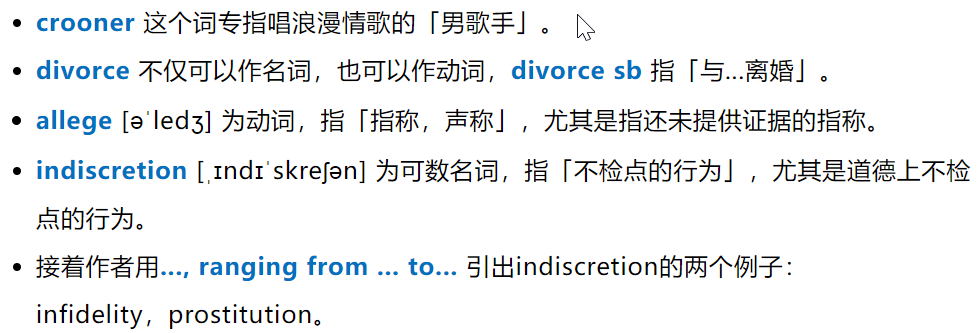 • crooner 这个词专指唱浪漫情歌的「男歌手」。
• divorce 不仅可以作名词，也可以作动词，divorce sb 指「与...离婚」。
• allege [əˈledʒ] 为动词，指「指称，声称」，尤其是指还未提供证据的指称。
• indiscretion [ˌɪndɪˈskreʃən] 为可数名词，指「不检点的行为」，尤其是道德上不检
点的行为。
• 接着作者用..., ranging from ... to... 引出indiscretion的两个例子：
infidelity，prostitution。